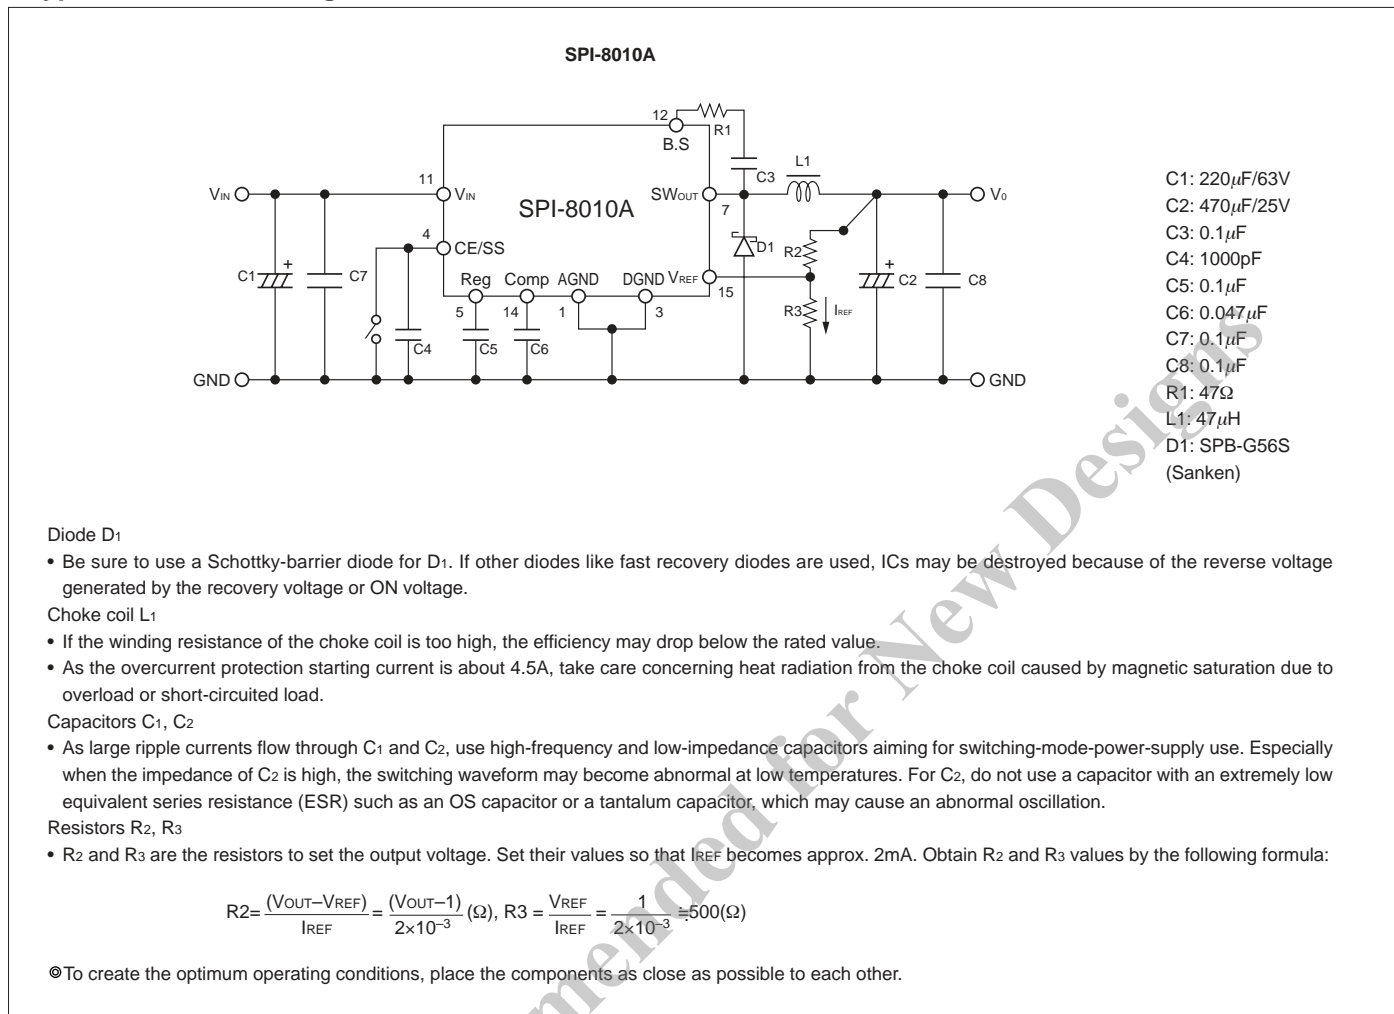 SPI-8010A
12
B.S
R1
C3
L1
11
VIN
VIN
SPI-8010A
SWOUT
7
V0
4
CE/SS
D1
R2
C1
+
C7
Reg
Comp
AGND
DGND
VREF
15
+
C2
C8
5
14
1
3
R3
IREF
C4
C5
C6
GND
GND
C1: 220μF/63V
C2: 470μF/25V
C3: 0.1μF
C4: 1000pF
C5: 0.1μF
C6: 0.047μF
C7: 0.1μF
C8: 0.1μF
R1: 47Ω
L1: 47μH
D1: SPB-G56S
(Sanken)
Diode D1
• Be sure to use a Schottky-barrier diode for D1. If other diodes like fast recovery diodes are used, ICs may be destroyed because of the reverse voltage
generated by the recovery voltage or ON voltage.
Choke coil L1
• If the winding resistance of the choke coil is too high, the efficiency may drop below the rated value.
• As the overcurrent protection starting current is about 4.5A, take care concerning heat radiation from the choke coil caused by magnetic saturation due to
overload or short-circuited load.
Capacitors C1, C2
• As large ripple currents flow through C1 and C2, use high-frequency and low-impedance capacitors aiming for switching-mode-power-supply use. Especially
when the impedance of C2 is high, the switching waveform may become abnormal at low temperatures. For C2, do not use a capacitor with an extremely low
equivalent series resistance (ESR) such as an OS capacitor or a tantalum capacitor, which may cause an abnormal oscillation.
Resistors R2, R3
• R2 and R3 are the resistors to set the output voltage. Set their values so that IREF becomes approx. 2mA. Obtain R2 and R3 values by the following formula:
R2= (VOUT–VREF) / IREF = (VOUT–1) / 2×10–3 (Ω), R3 = VREF / IREF = 1 / 2×10–3 ≒500(Ω)
◎To create the optimum operating conditions, place the components as close as possible to each other.
mended for New Designs